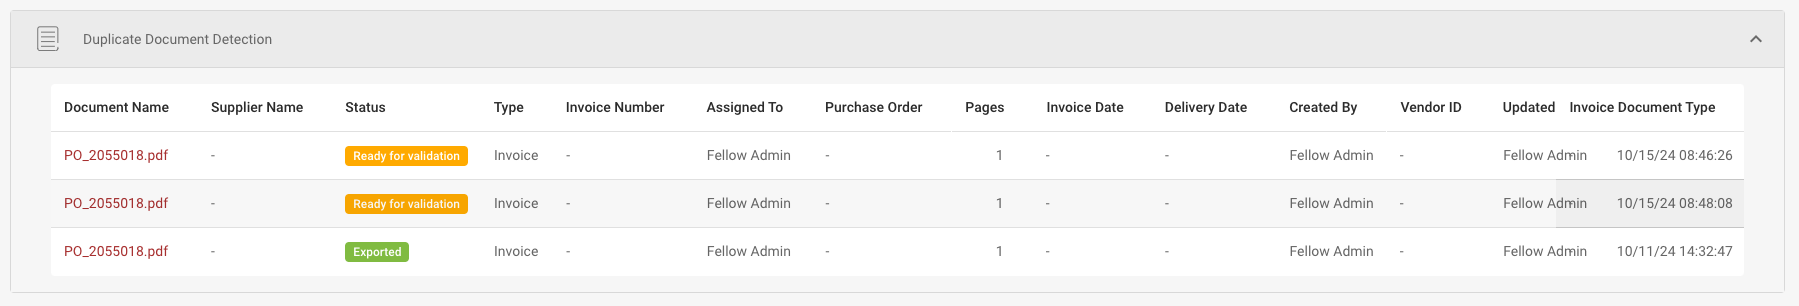 Duplicate Document Detection
Document Name Supplier Name Status Type Invoice Number Assigned To Purchase Order Pages Invoice Date Delivery Date Created By Vendor ID Updated Invoice Document Type
PO_2055018.pdf - Ready for validation Invoice - Fellow Admin - 1 - - Fellow Admin - Fellow Admin 10/15/24 08:46:26
PO_2055018.pdf - Ready for validation Invoice - Fellow Admin - 1 - - Fellow Admin - Fellow Admin 10/15/24 08:48:08
PO_2055018.pdf - Exported Invoice - Fellow Admin - 1 - - Fellow Admin - Fellow Admin 10/11/24 14:32:47